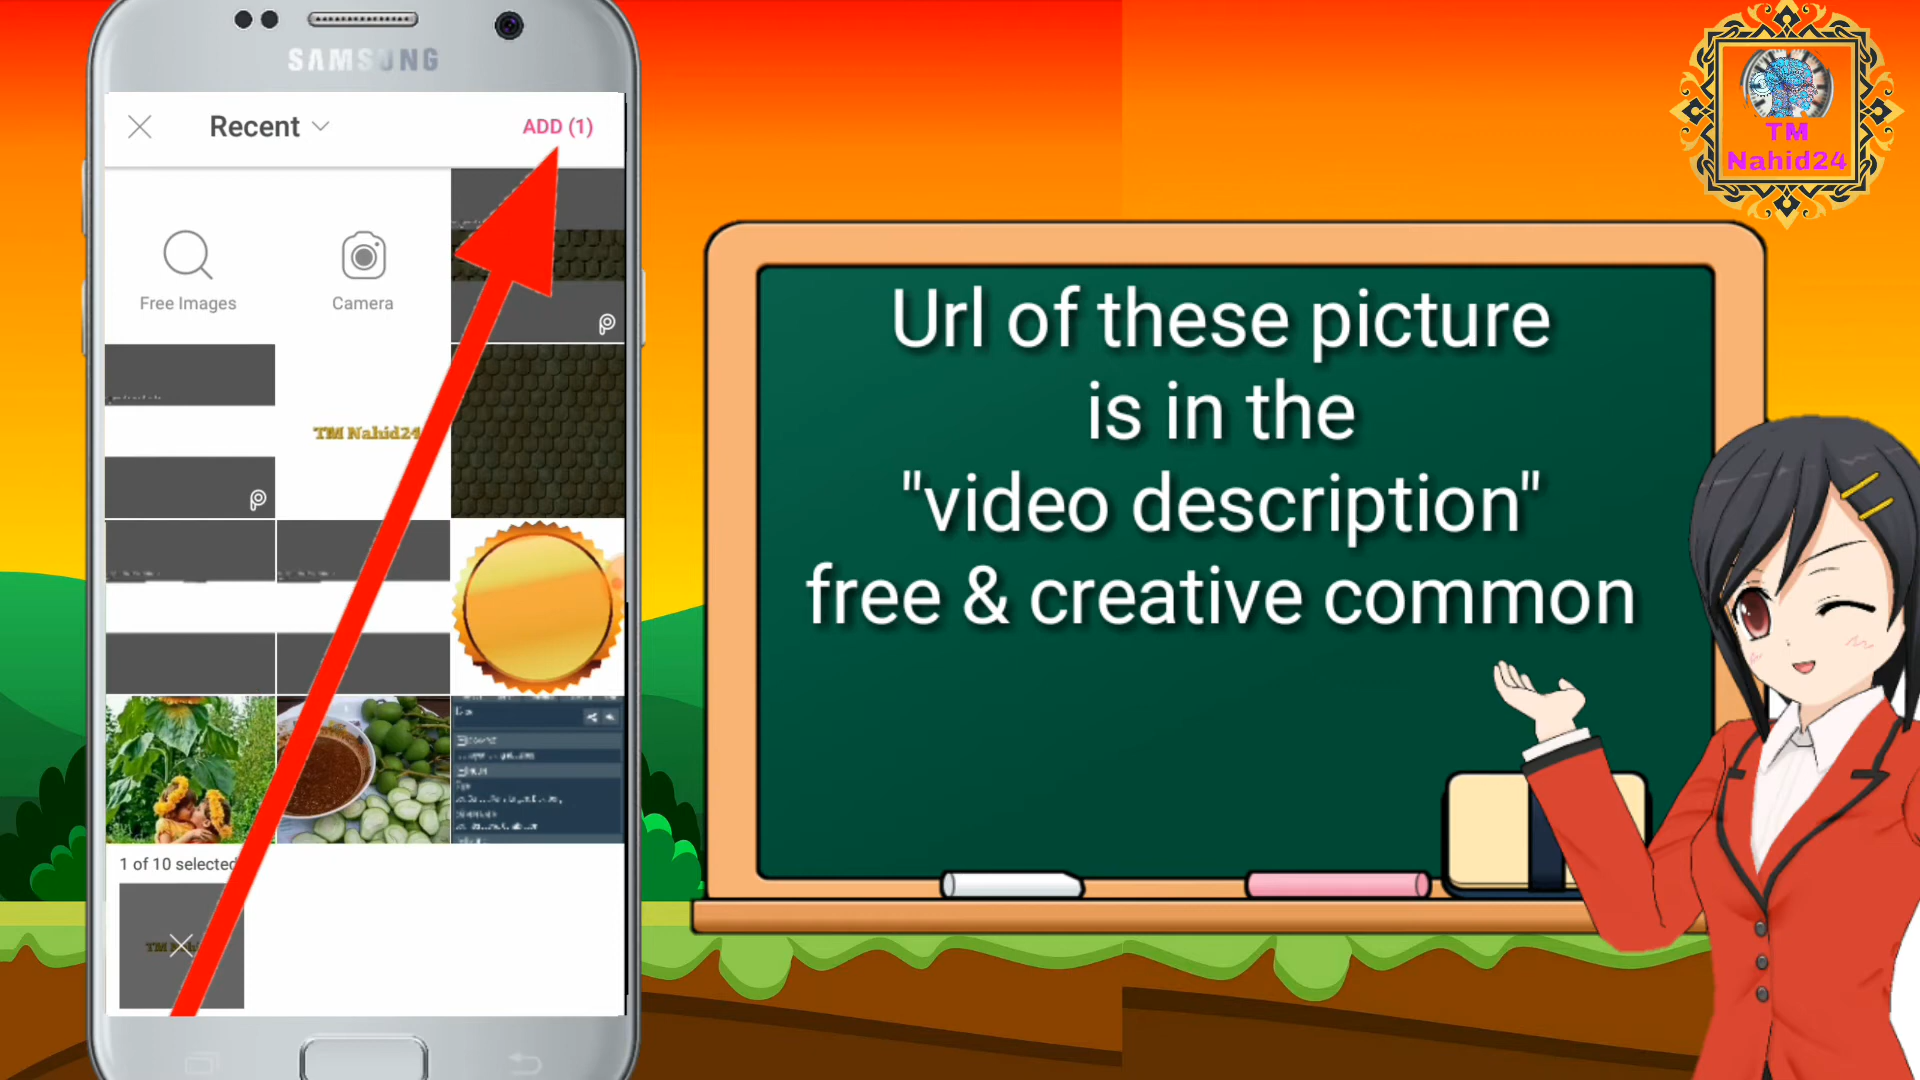 SAMSUNG
Recent
ADD (1)
Free Images
Camera
TM Nahid24
1 of 10 selected
Url of these picture
is in the
"video description"
free & creative common
TM
Nahid24